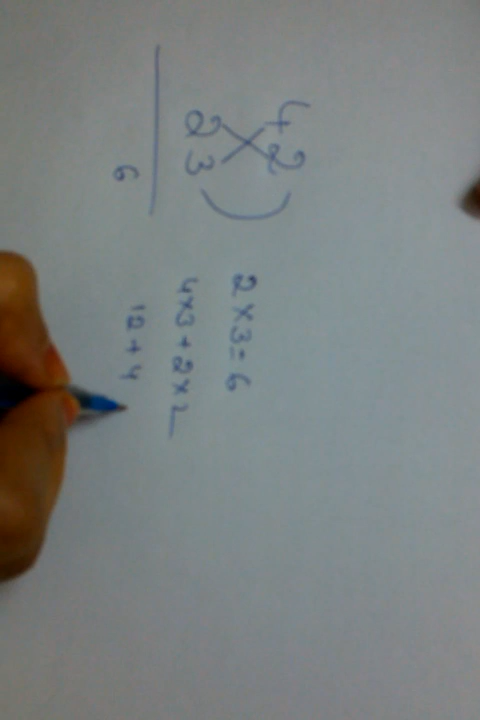 42
23
6
2 × 3 = 6
4×3 + 2 × 2
12 + 4